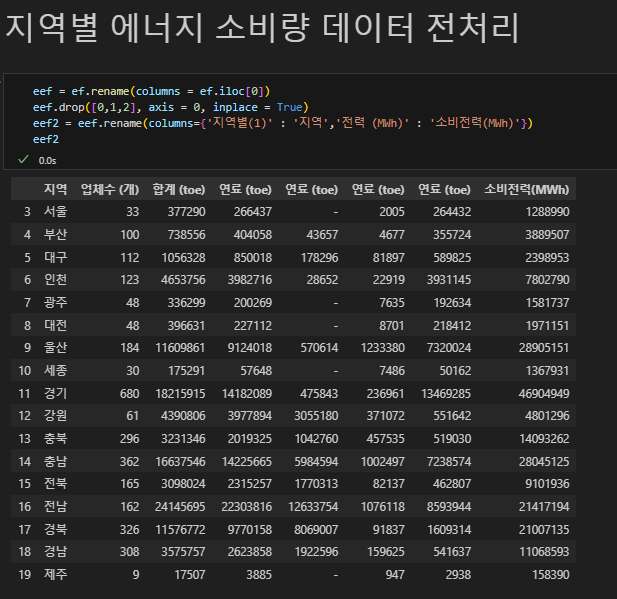 지역별 에너지 소비량 데이터 전처리
eef = ef.rename(columns = ef.iloc[0])
eef.drop([0,1,2], axis = 0, inplace = True)
eef2 = eef.rename(columns={'지역별(1)' : '지역','전력 (MWh)' : '소비전력(MWh)'})
eef2
0.0s
지역 업체수 (개) 합계 (toe) 연료 (toe) 연료 (toe) 연료 (toe) 연료 (toe) 소비전력(MWh)
3 서울 33 377290 266437 - 2005 264432 1288990
4 부산 100 738556 404058 43657 4677 355724 3889507
5 대구 112 1056328 850018 178296 81897 589825 2398953
6 인천 123 4653756 3982716 28652 22919 3931145 7802790
7 광주 48 336299 200269 - 7635 192634 1581737
8 대전 48 396631 227112 - 8701 218412 1971151
9 울산 184 11609861 9124018 570614 1233380 7320024 28905151
10 세종 30 175291 57648 - 7486 50162 1367931
11 경기 680 18215915 14182089 475843 236961 13469285 46904949
12 강원 61 4390806 3977894 3055180 371072 551642 4801296
13 충북 296 3231346 2019325 1042760 457535 519030 14093262
14 충남 362 16637546 14225665 5984594 1002497 7238574 28045125
15 전북 165 3098024 2315257 1770313 82137 462807 9101936
16 전남 162 24145695 22303816 12633754 1076118 8593944 21417194
17 경북 326 11576772 9770158 8069007 91837 1609314 21007135
18 경남 308 3575757 2623858 1922596 159625 541637 11068593
19 제주 9 17507 3885 - 947 2938 158390